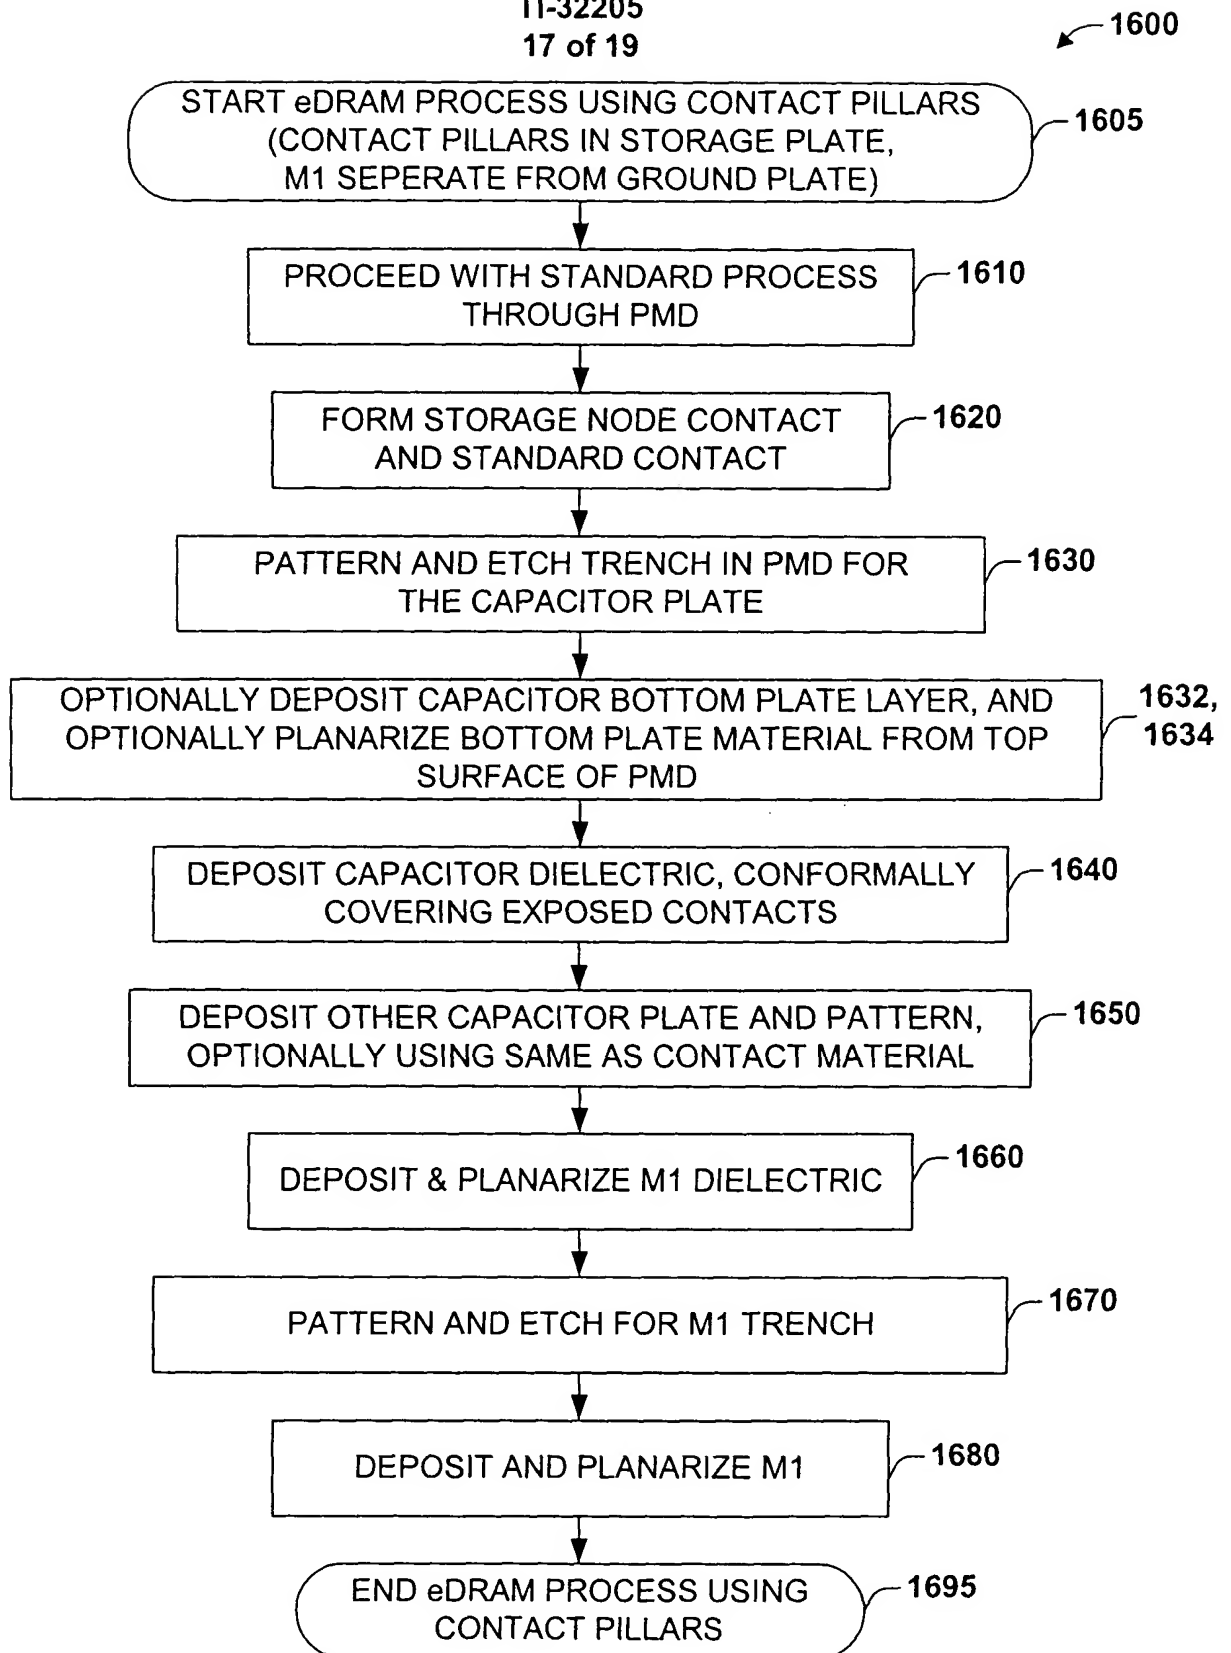 TI-32205
17 of 19
1600
START eDRAM PROCESS USING CONTACT PILLARS
(CONTACT PILLARS IN STORAGE PLATE,
M1 SEPERATE FROM GROUND PLATE)
1605
PROCEED WITH STANDARD PROCESS
THROUGH PMD
1610
FORM STORAGE NODE CONTACT
AND STANDARD CONTACT
1620
PATTERN AND ETCH TRENCH IN PMD FOR
THE CAPACITOR PLATE
1630
OPTIONALLY DEPOSIT CAPACITOR BOTTOM PLATE LAYER, AND
OPTIONALLY PLANARIZE BOTTOM PLATE MATERIAL FROM TOP
SURFACE OF PMD
1632,
1634
DEPOSIT CAPACITOR DIELECTRIC, CONFORMALLY
COVERING EXPOSED CONTACTS
1640
DEPOSIT OTHER CAPACITOR PLATE AND PATTERN,
OPTIONALLY USING SAME AS CONTACT MATERIAL
1650
DEPOSIT & PLANARIZE M1 DIELECTRIC
1660
PATTERN AND ETCH FOR M1 TRENCH
1670
DEPOSIT AND PLANARIZE M1
1680
END eDRAM PROCESS USING
CONTACT PILLARS
1695